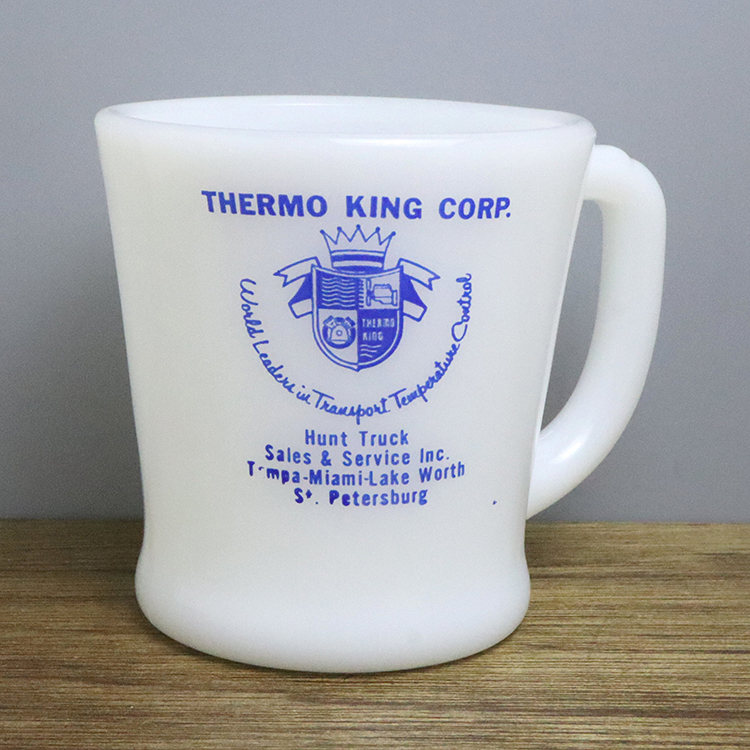 THERMO KING CORP.
THERMO
KING
World Leaders in Transport Temperature Control
Hunt Truck
Sales & Service Inc.
Tampa-Miami-Lake Worth
St. Petersburg